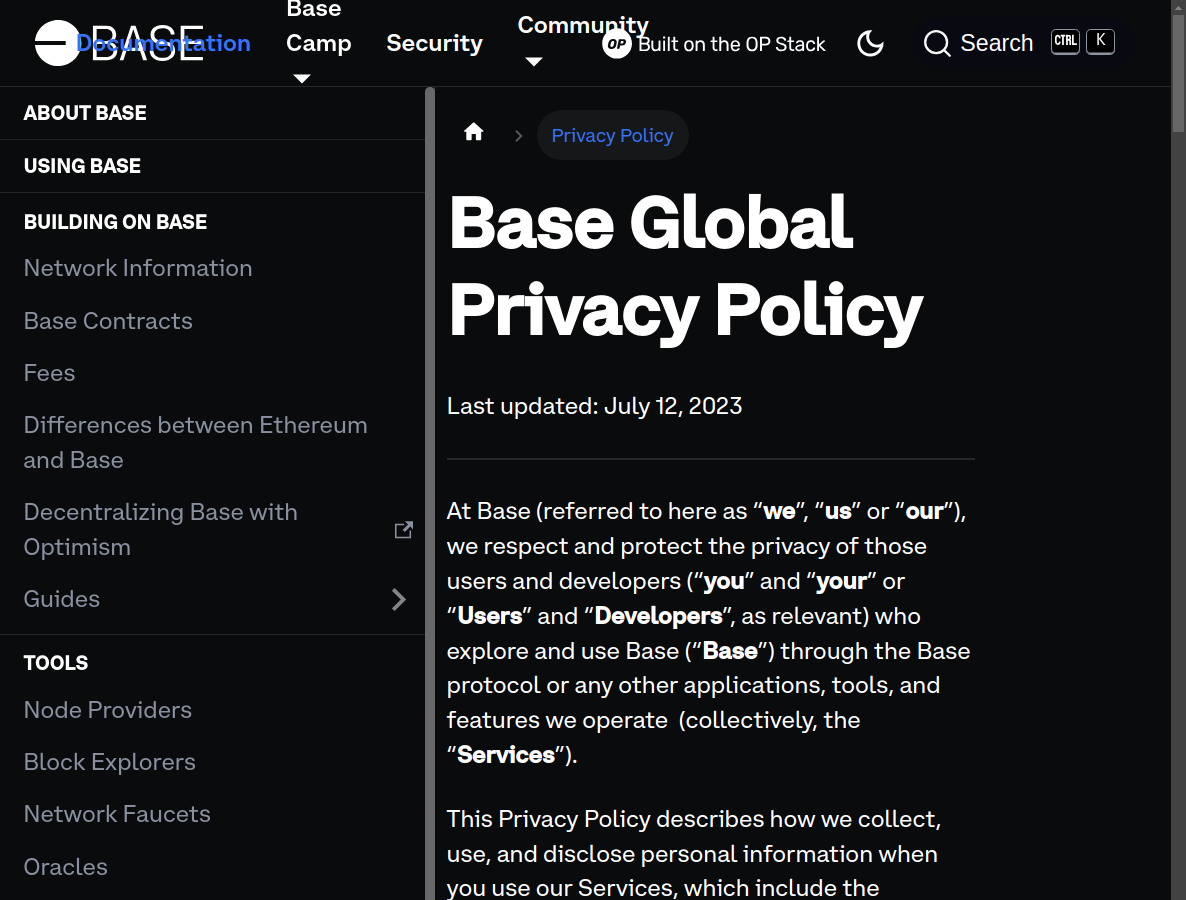 BASE
Documentation
Base
Camp
Security
Community
OP Built on the OP Stack
Search CTRL K
ABOUT BASE
USING BASE
BUILDING ON BASE
Network Information
Base Contracts
Fees
Differences between Ethereum
and Base
Decentralizing Base with
Optimism
Guides
TOOLS
Node Providers
Block Explorers
Network Faucets
Oracles
Privacy Policy
Base Global
Privacy Policy
Last updated: July 12, 2023
At Base (referred to here as “we”, “us” or “our”),
we respect and protect the privacy of those
users and developers (“you” and “your” or
“Users” and “Developers”, as relevant) who
explore and use Base (“Base”) through the Base
protocol or any other applications, tools, and
features we operate (collectively, the
“Services”).
This Privacy Policy describes how we collect,
use, and disclose personal information when
you use our Services, which include the